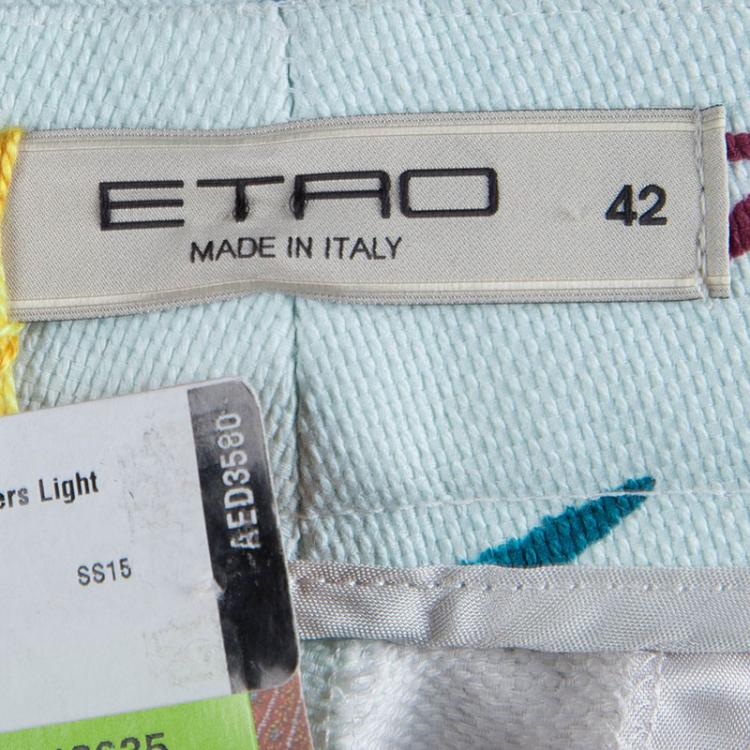 ETRO
MADE IN ITALY
42
ers Light
SS15
AED3580